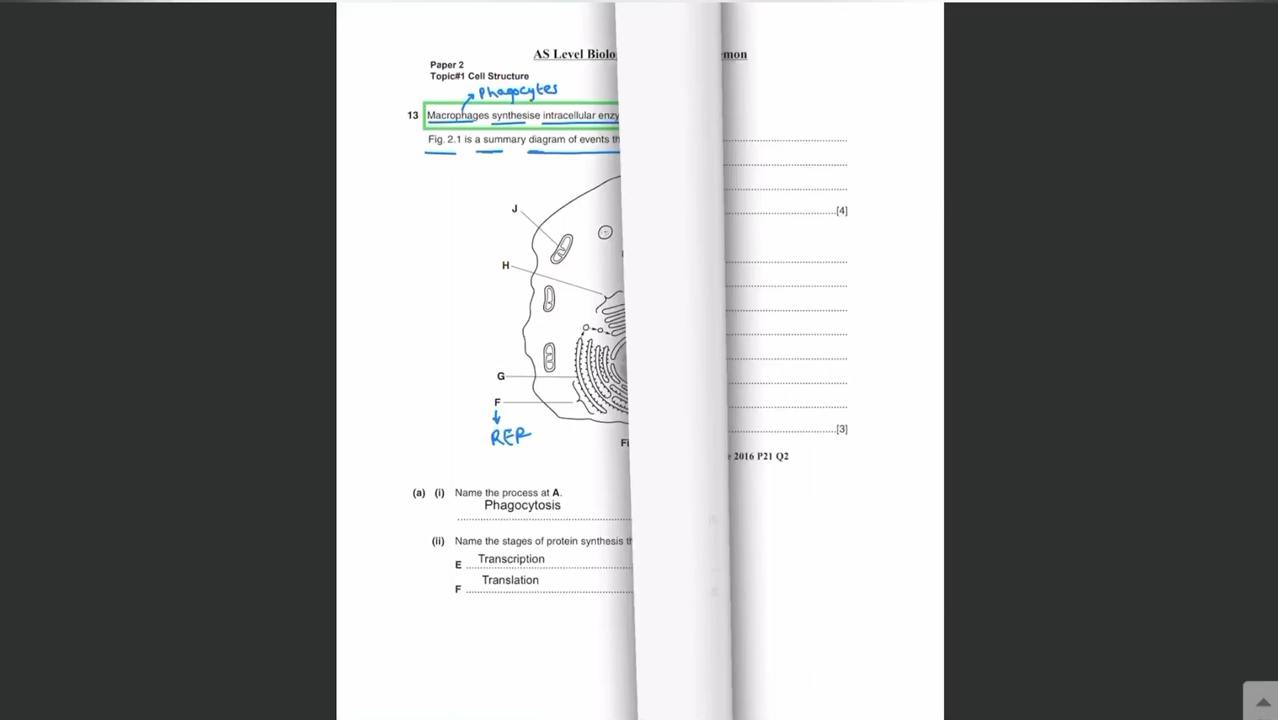 AS Level Biolo
mon
Paper 2
Topic#1 Cell Structure
Phagocytes
13 Macrophages synthesise intracellular enzy
Fig. 2.1 is a summary diagram of events th
J
H
G
F
RER
Fi
(a) (i) Name the process at A.
Phagocytosis
(ii) Name the stages of protein synthesis th
E Transcription
F Translation
[4]
[3]
e 2016 P21 Q2